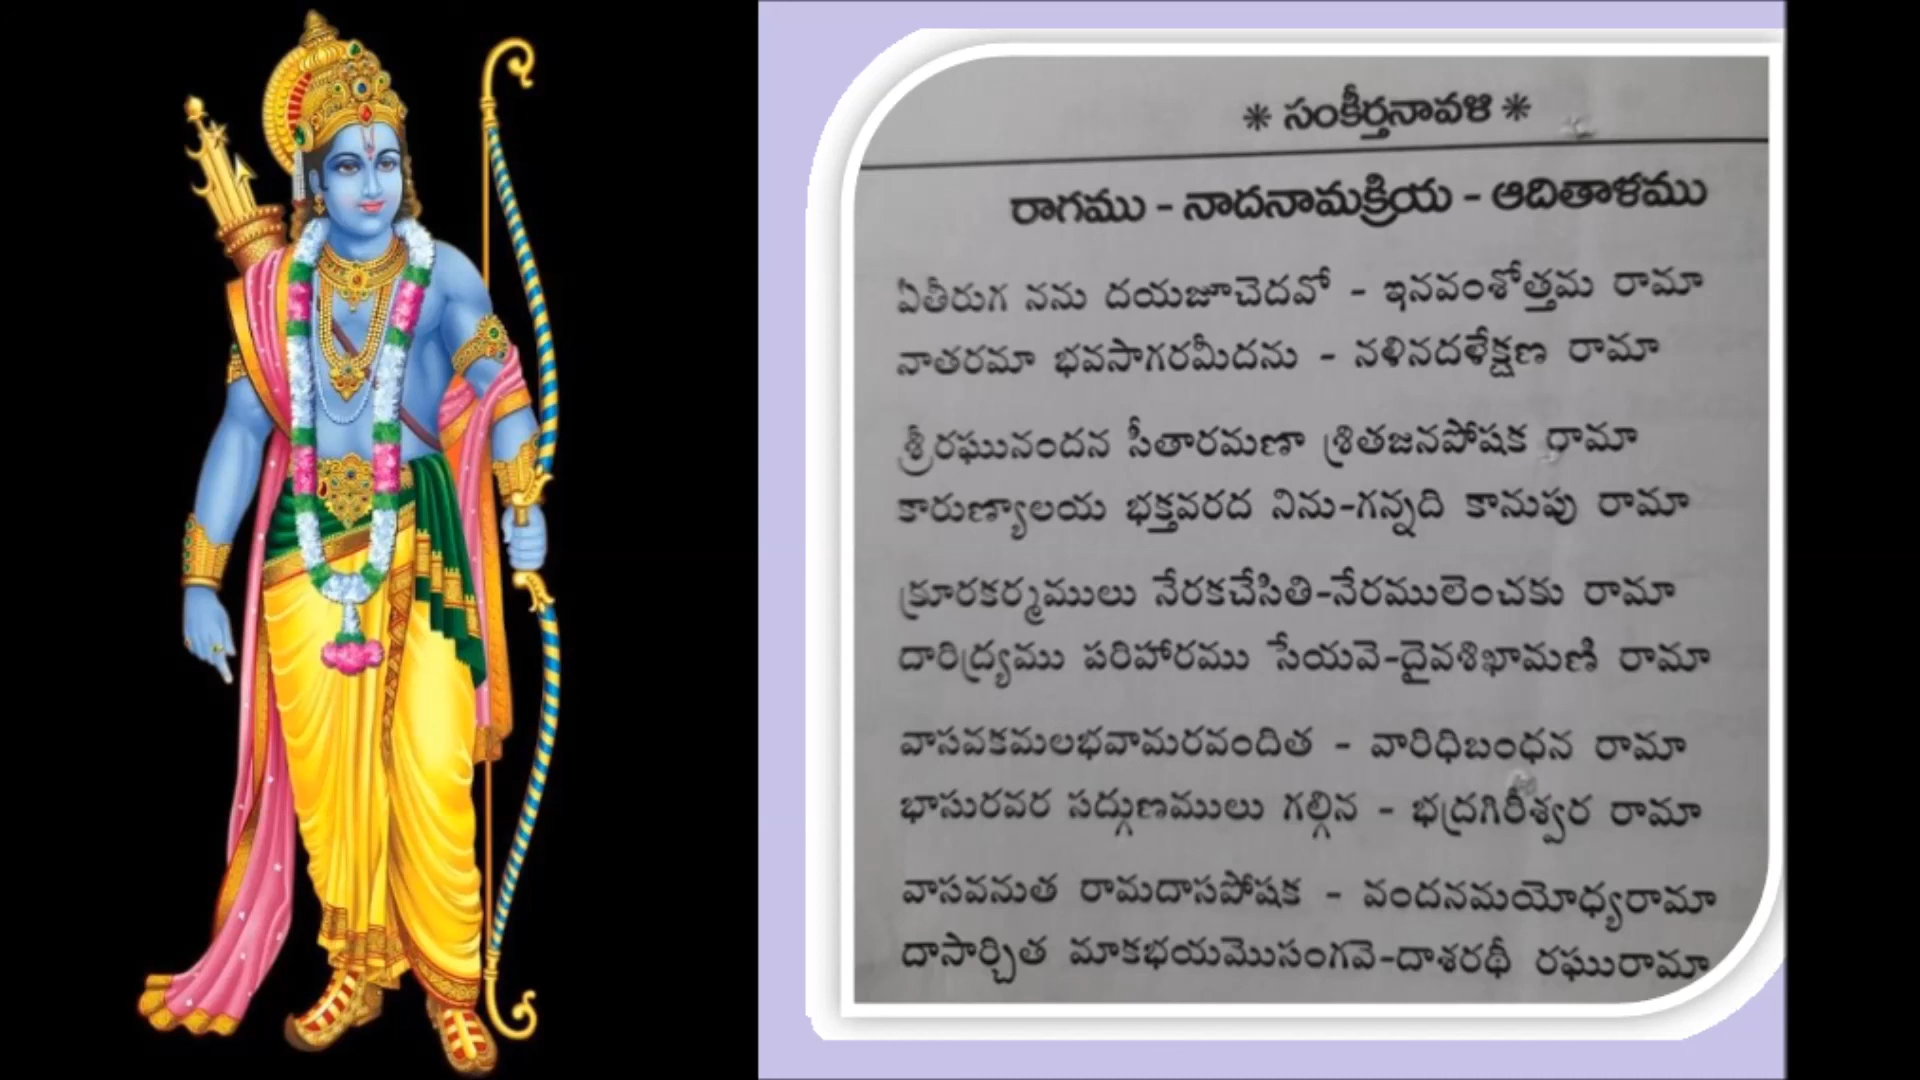 * సంకీర్తనావళి *
రాగము - నాదనామక్రియ - ఆదితాళము
ఏతీరుగ నను దయజూచెదవో - ఇనవంశోత్తమ రామా
నాతరమా భవసాగరమీదను - నళినదళేక్షణ రామా
శ్రీరఘునందన సీతారమణా శ్రితజనపోషక రామా
కారుణ్యాలయ భక్తవరద నిను-గన్నది కానుపు రామా
క్రూరకర్మములు నేరకచేసితి-నేరములెంచకు రామా
దారిద్ర్యము పరిహారము సేయవె-దైవశిఖామణి రామా
వాసవకమలభవామరవందిత - వారిధిబంధన రామా
భాసురవర సద్గుణములు గల్గిన - భద్రగిరీశ్వర రామా
వాసవనుత రామదాసపోషక - వందనమయోధ్యరామా
దాసార్చిత మాకభయమొసంగవె-దాశరథీ రఘురామా